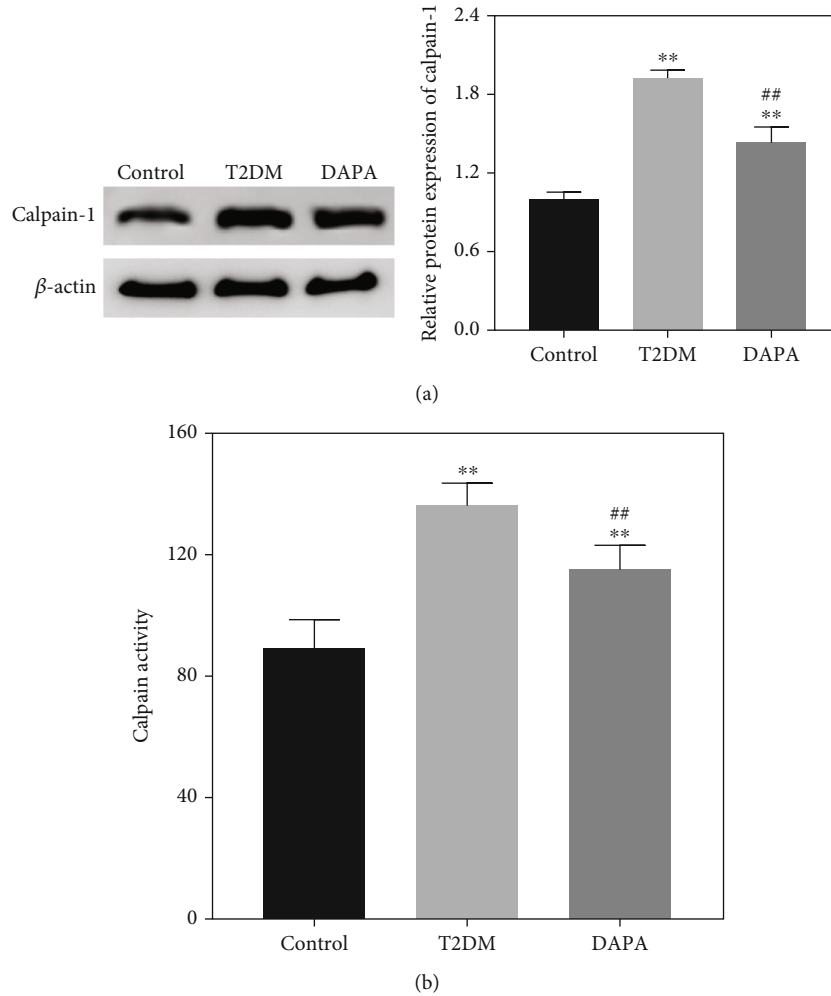 Control T2DM DAPA
Calpain-1
β-actin
Relative protein expression of calpain-1
2.4
1.8
1.2
0.6
0.0
**
##
**
Control T2DM DAPA
(a)
Calpain activity
160
120
80
40
0
**
##
**
Control T2DM DAPA
(b)